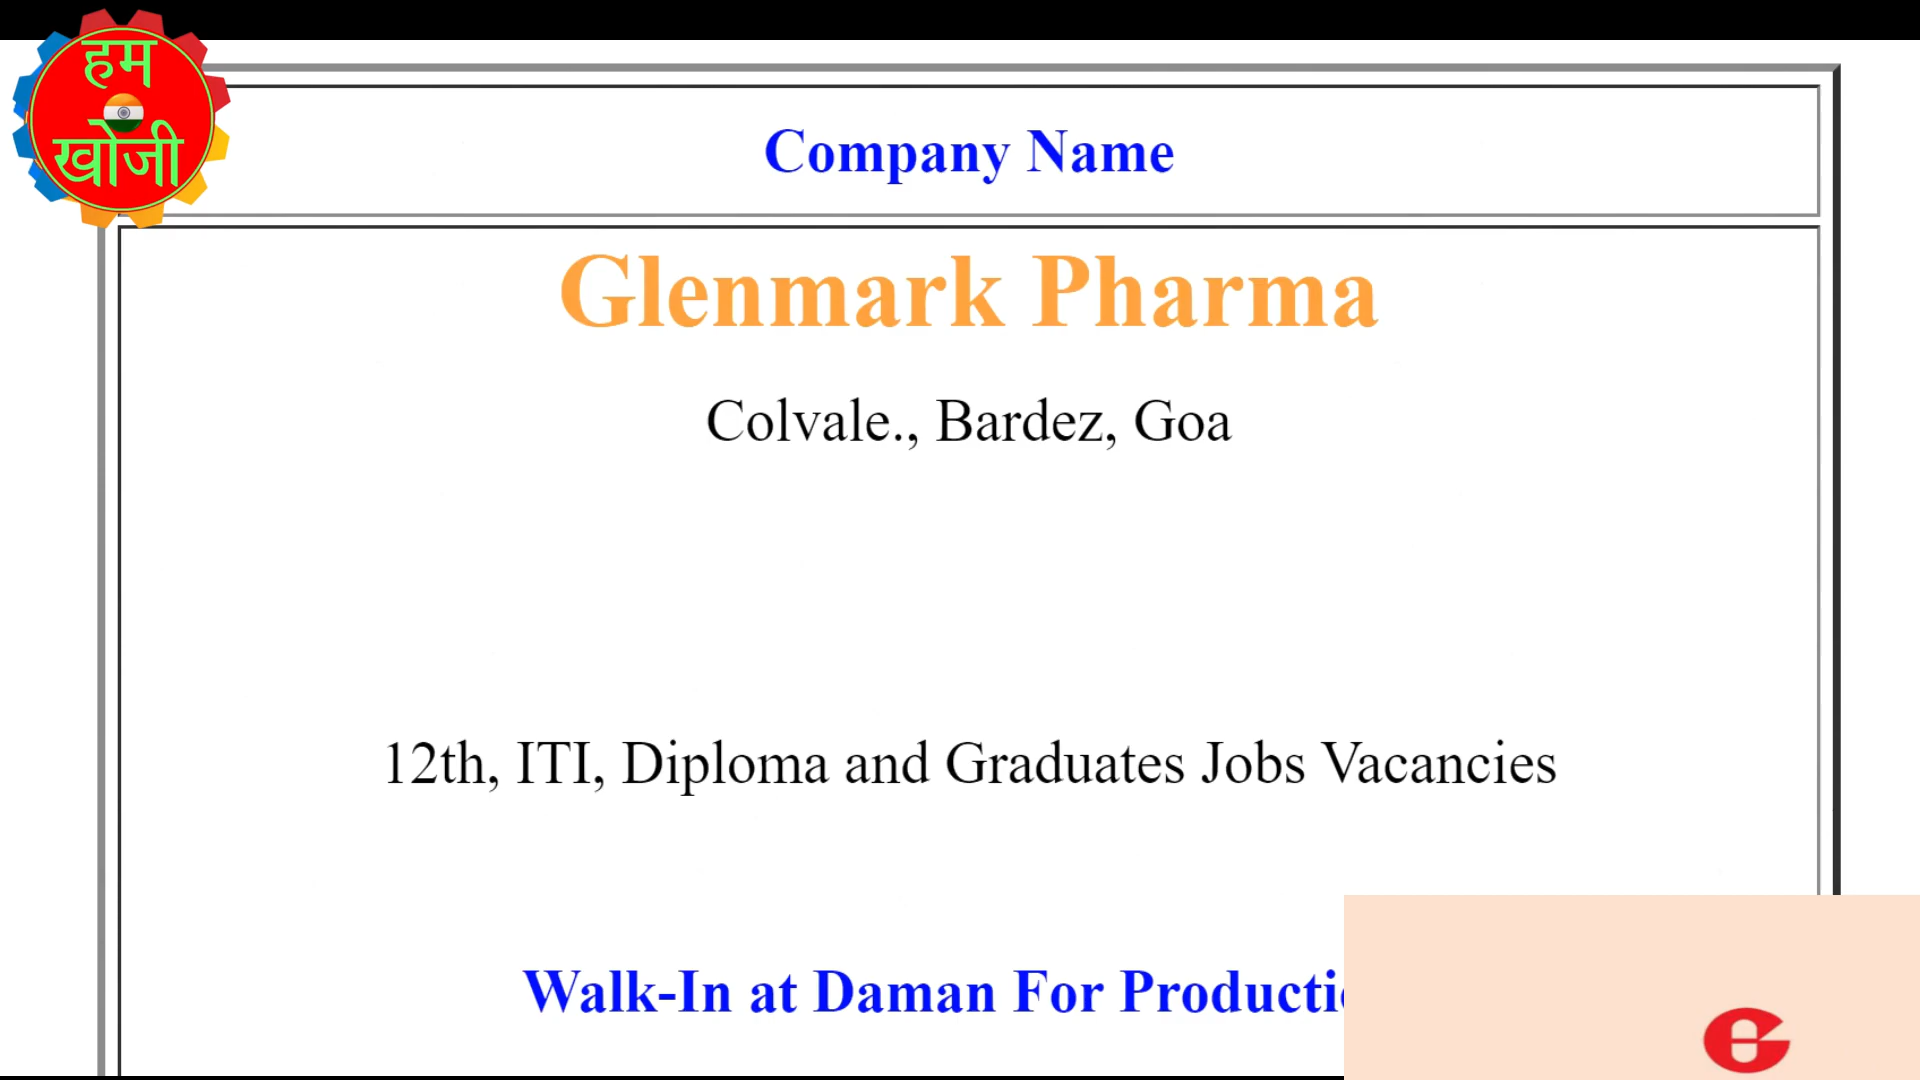 हम
खोजी
Company Name
Glenmark Pharma
Colvale., Bardez, Goa
12th, ITI, Diploma and Graduates Jobs Vacancies
Walk-In at Daman For